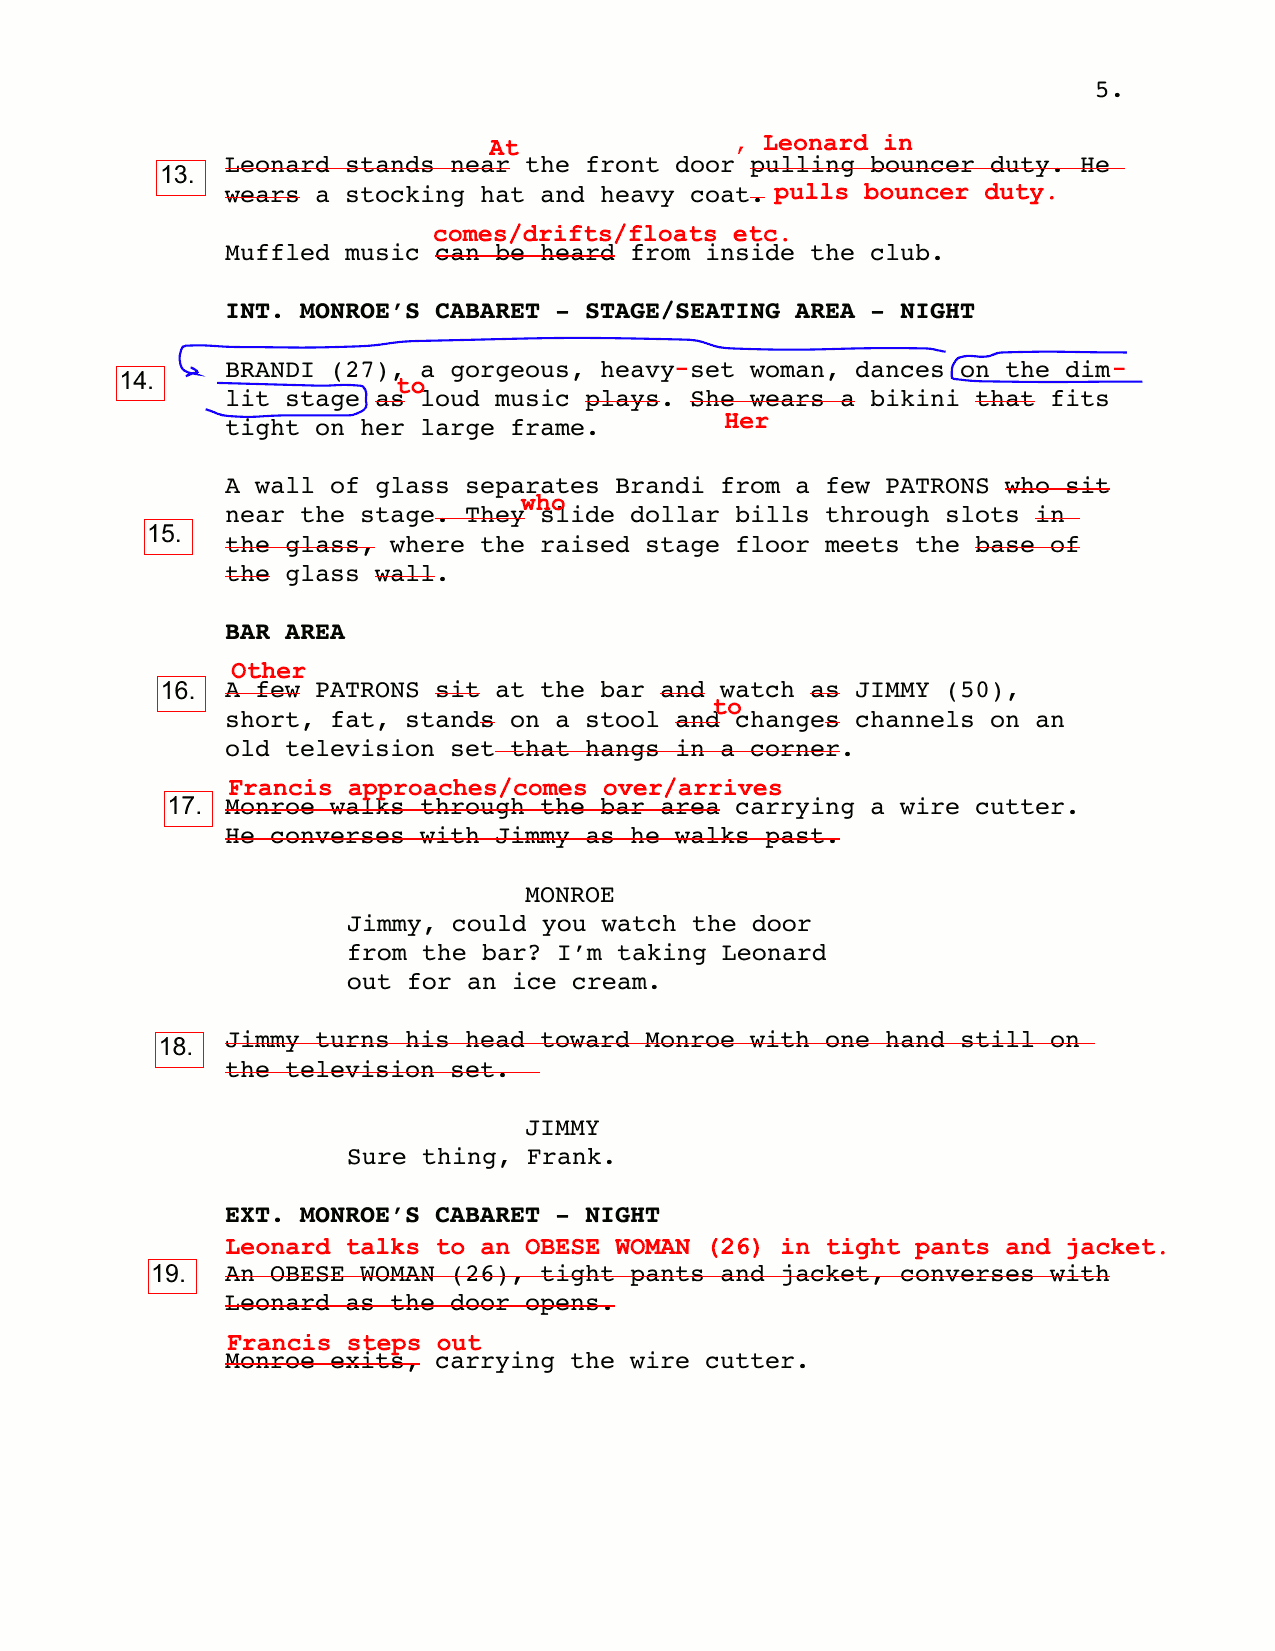 5.
At , Leonard in
13. Leonard stands near the front door pulling bouncer duty. He
wears a stocking hat and heavy coat. pulls bouncer duty.
comes/drifts/floats etc.
Muffled music can be heard from inside the club.
INT. MONROE’S CABARET – STAGE/SEATING AREA – NIGHT
14. BRANDI (27), a gorgeous, heavy-set woman, dances on the dim-
to
lit stage as loud music plays. She wears a bikini that fits
Her
tight on her large frame.
A wall of glass separates Brandi from a few PATRONS who sit
who
15. near the stage. They slide dollar bills through slots in
the glass, where the raised stage floor meets the base of
the glass wall.
BAR AREA
Other
16. A few PATRONS sit at the bar and watch as JIMMY (50),
to
short, fat, stands on a stool and changes channels on an
old television set that hangs in a corner.
Francis approaches/comes over/arrives
17. Monroe walks through the bar area carrying a wire cutter.
He converses with Jimmy as he walks past.
MONROE
Jimmy, could you watch the door
from the bar? I’m taking Leonard
out for an ice cream.
18. Jimmy turns his head toward Monroe with one hand still on
the television set.
JIMMY
Sure thing, Frank.
EXT. MONROE’S CABARET – NIGHT
Leonard talks to an OBESE WOMAN (26) in tight pants and jacket.
19. An OBESE WOMAN (26), tight pants and jacket, converses with
Leonard as the door opens.
Francis steps out
Monroe exits, carrying the wire cutter.